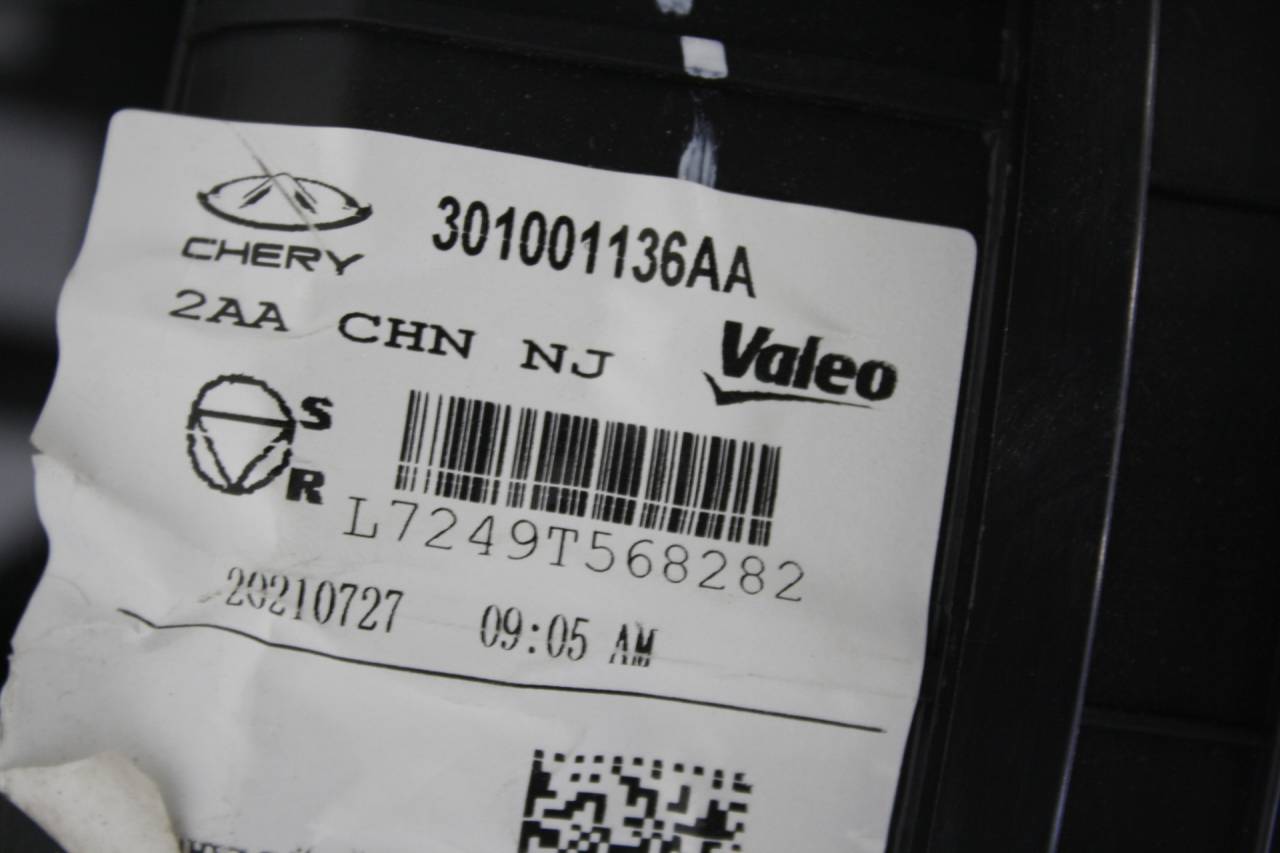 CHERY 301001136AA
2AA CHN NJ Valeo
S
R
L7249T568282
20210727 09:05 AM